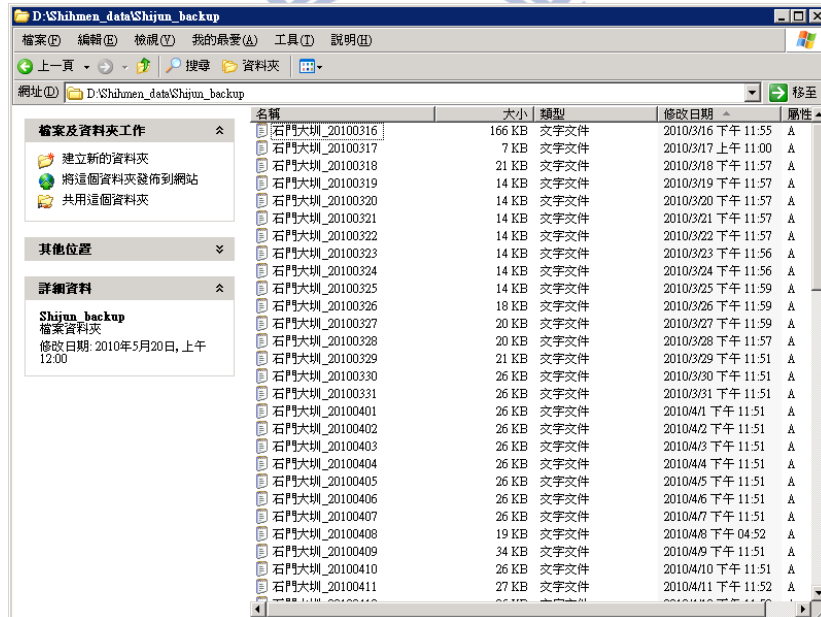 D:\Shihmen_data\Shijun_backup
檔案(F) 編輯(E) 檢視(V) 我的最愛(A) 工具(T) 說明(H)
上一頁 搜尋 資料夾
網址(D) D:\Shihmen_data\Shijun_backup 移至
檔案及資料夾工作
建立新的資料夾
將這個資料夾發佈到網站
共用這個資料夾
其他位置
詳細資料
Shijun_backup
檔案資料夾
修改日期: 2010年5月20日, 上午
12:00
名稱 大小 類型 修改日期 屬性
石門大圳_20100316 166 KB 文字文件 2010/3/16 下午 11:55 A
石門大圳_20100317 7 KB 文字文件 2010/3/17 上午 11:00 A
石門大圳_20100318 21 KB 文字文件 2010/3/18 下午 11:57 A
石門大圳_20100319 14 KB 文字文件 2010/3/19 下午 11:57 A
石門大圳_20100320 14 KB 文字文件 2010/3/20 下午 11:57 A
石門大圳_20100321 14 KB 文字文件 2010/3/21 下午 11:57 A
石門大圳_20100322 14 KB 文字文件 2010/3/22 下午 11:57 A
石門大圳_20100323 14 KB 文字文件 2010/3/23 下午 11:56 A
石門大圳_20100324 14 KB 文字文件 2010/3/24 下午 11:56 A
石門大圳_20100325 14 KB 文字文件 2010/3/25 下午 11:59 A
石門大圳_20100326 18 KB 文字文件 2010/3/26 下午 11:59 A
石門大圳_20100327 20 KB 文字文件 2010/3/27 下午 11:59 A
石門大圳_20100328 20 KB 文字文件 2010/3/28 下午 11:57 A
石門大圳_20100329 21 KB 文字文件 2010/3/29 下午 11:51 A
石門大圳_20100330 26 KB 文字文件 2010/3/30 下午 11:51 A
石門大圳_20100331 26 KB 文字文件 2010/3/31 下午 11:51 A
石門大圳_20100401 26 KB 文字文件 2010/4/1 下午 11:51 A
石門大圳_20100402 26 KB 文字文件 2010/4/2 下午 11:51 A
石門大圳_20100403 26 KB 文字文件 2010/4/3 下午 11:51 A
石門大圳_20100404 26 KB 文字文件 2010/4/4 下午 11:51 A
石門大圳_20100405 26 KB 文字文件 2010/4/5 下午 11:51 A
石門大圳_20100406 26 KB 文字文件 2010/4/6 下午 11:51 A
石門大圳_20100407 26 KB 文字文件 2010/4/7 下午 11:51 A
石門大圳_20100408 19 KB 文字文件 2010/4/8 下午 04:52 A
石門大圳_20100409 34 KB 文字文件 2010/4/9 下午 11:51 A
石門大圳_20100410 26 KB 文字文件 2010/4/10 下午 11:51 A
石門大圳_20100411 27 KB 文字文件 2010/4/11 下午 11:52 A